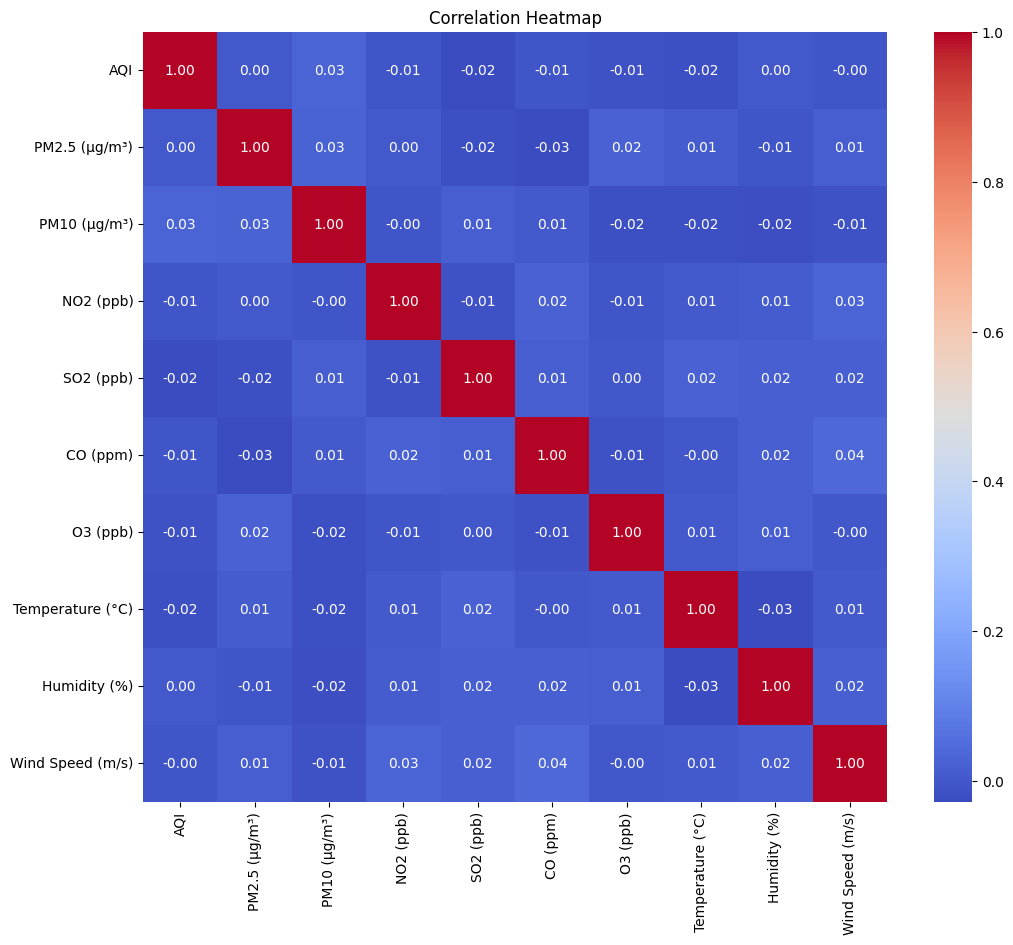 Correlation Heatmap
AQI 1.00 0.00 0.03 -0.01 -0.02 -0.01 -0.01 -0.02 0.00 -0.00
PM2.5 (µg/m³) 0.00 1.00 0.03 0.00 -0.02 -0.03 0.02 0.01 -0.01 0.01
PM10 (µg/m³) 0.03 0.03 1.00 -0.00 0.01 0.01 -0.02 -0.02 -0.02 -0.01
NO2 (ppb) -0.01 0.00 -0.00 1.00 -0.01 0.02 -0.01 0.01 0.01 0.03
SO2 (ppb) -0.02 -0.02 0.01 -0.01 1.00 0.01 0.00 0.02 0.02 0.02
CO (ppm) -0.01 -0.03 0.01 0.02 0.01 1.00 -0.01 -0.00 0.02 0.04
O3 (ppb) -0.01 0.02 -0.02 -0.01 0.00 -0.01 1.00 0.01 0.01 -0.00
Temperature (°C) -0.02 0.01 -0.02 0.01 0.02 -0.00 0.01 1.00 -0.03 0.01
Humidity (%) 0.00 -0.01 -0.02 0.01 0.02 0.02 0.01 -0.03 1.00 0.02
Wind Speed (m/s) -0.00 0.01 -0.01 0.03 0.02 0.04 -0.00 0.01 0.02 1.00
AQI
PM2.5 (µg/m³)
PM10 (µg/m³)
NO2 (ppb)
SO2 (ppb)
CO (ppm)
O3 (ppb)
Temperature (°C)
Humidity (%)
Wind Speed (m/s)
1.0
0.8
0.6
0.4
0.2
0.0